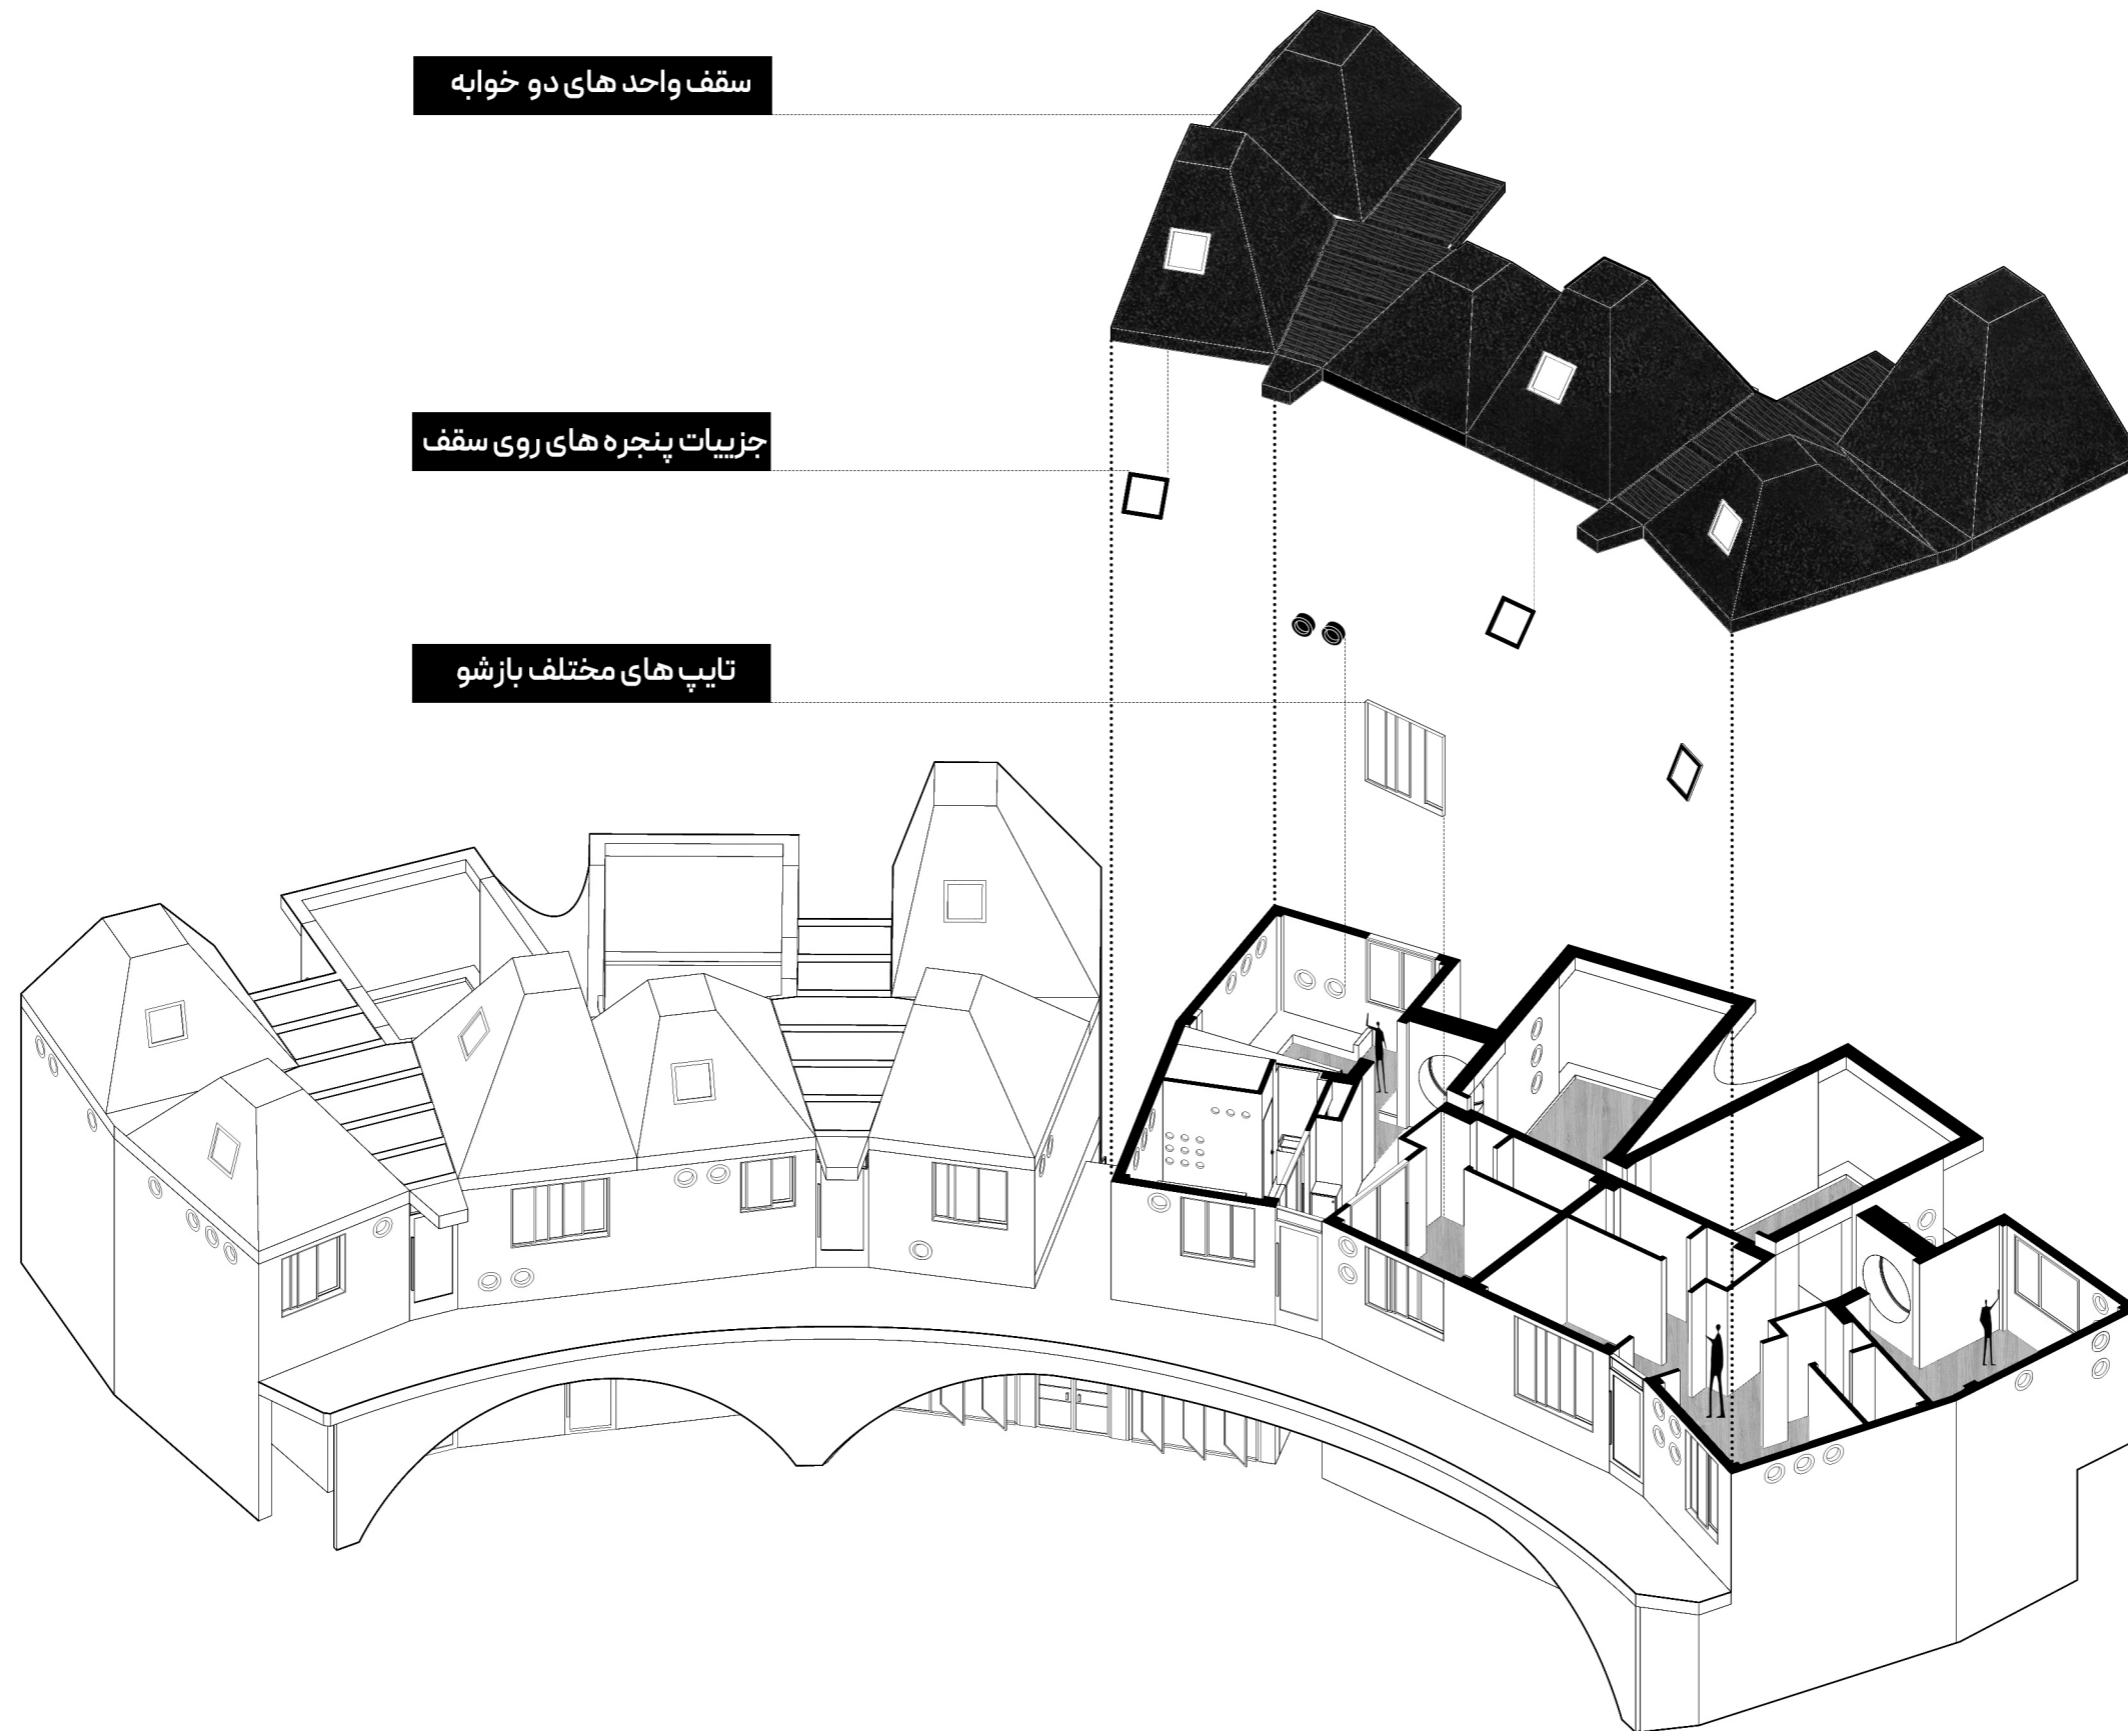 سقف واحد های دو خوابه
جزییات پنجره های روی سقف
تایپ های مختلف بازشو